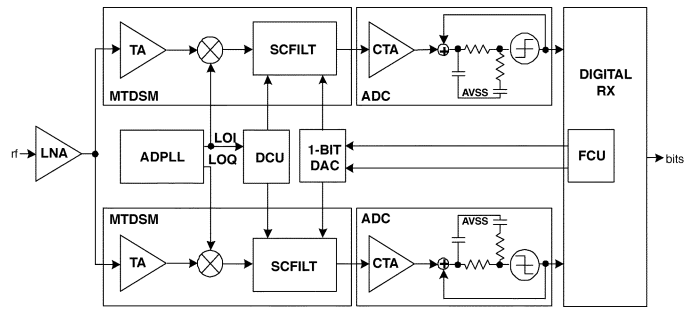 TA
SCFILT
MTDSM
CTA
AVSS
ADC
DIGITAL
RX
rf
LNA
ADPLL
LOI
LOQ
DCU
1-BIT
DAC
FCU
bits
MTDSM
TA
SCFILT
ADC
AVSS
CTA